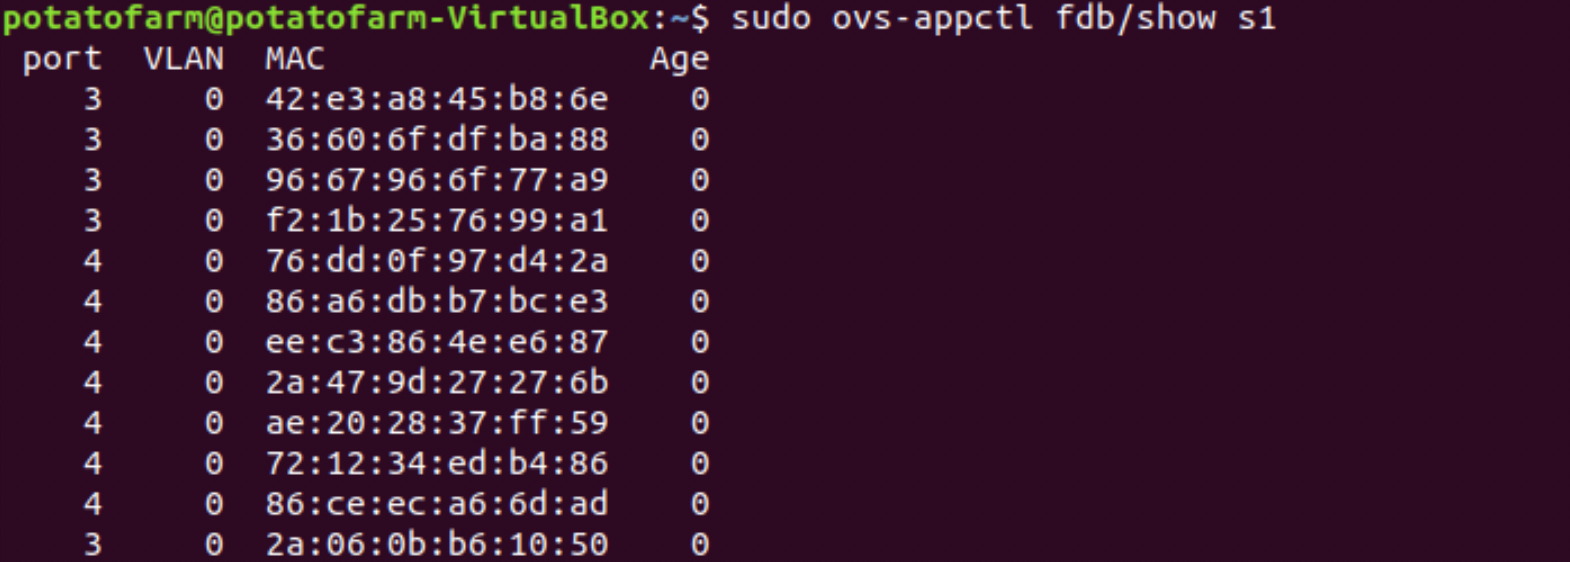 potatofarm@potatofarm-VirtualBox:~$ sudo ovs-appctl fdb/show s1
port VLAN MAC Age
3 0 42:e3:a8:45:b8:6e 0
3 0 36:60:6f:df:ba:88 0
3 0 96:67:96:6f:77:a9 0
3 0 f2:1b:25:76:99:a1 0
4 0 76:dd:0f:97:d4:2a 0
4 0 86:a6:db:b7:bc:e3 0
4 0 ee:c3:86:4e:e6:87 0
4 0 2a:47:9d:27:27:6b 0
4 0 ae:20:28:37:ff:59 0
4 0 72:12:34:ed:b4:86 0
4 0 86:ce:ec:a6:6d:ad 0
3 0 2a:06:0b:b6:10:50 0